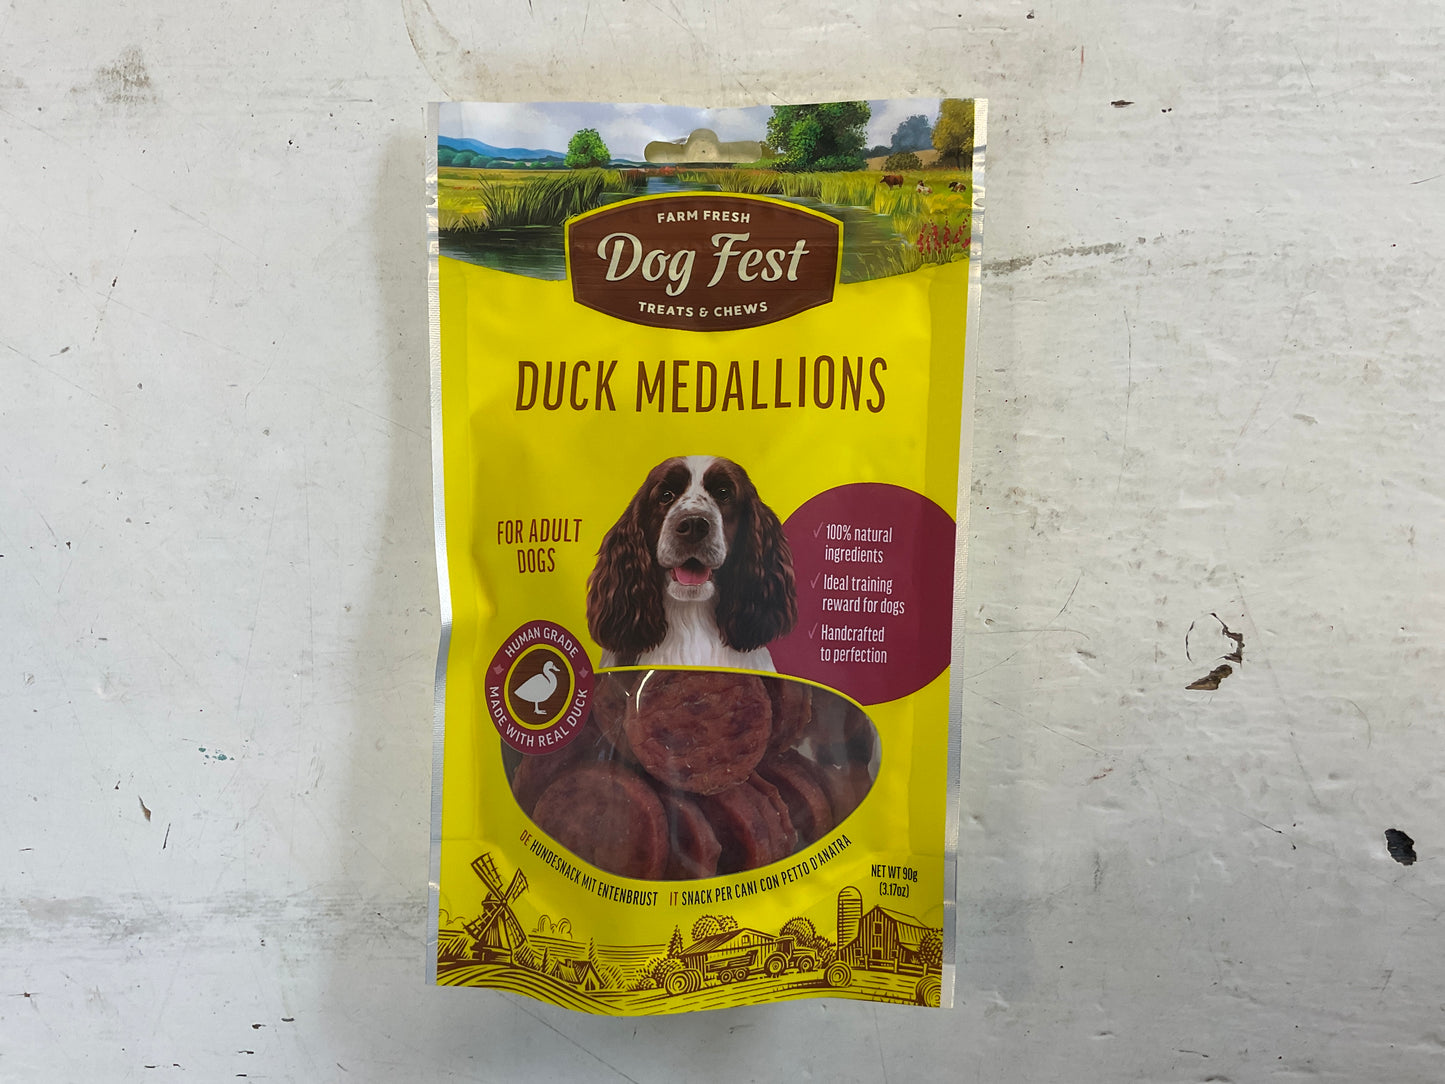 FARM FRESH
Dog Fest
TREATS & CHEWS
DUCK MEDALLIONS
FOR ADULT
DOGS
✓ 100% natural
ingredients
✓ Ideal training
reward for dogs
✓ Handcrafted
to perfection
HUMAN GRADE
MADE WITH REAL DUCK
DE HUNDESNACK MIT ENTENBRUST IT SNACK PER CANI CON PETTO D'ANATRA
NET WT 90g
(3.17oz)